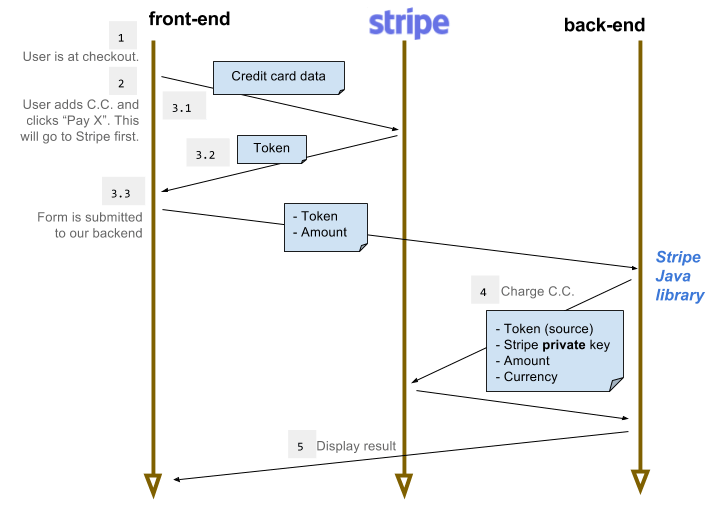 front-end
stripe
back-end
1
User is at checkout.
2
User adds C.C. and
clicks “Pay X”. This
will go to Stripe first.
Credit card data
3.1
Token
3.2
3.3
Form is submitted
to our backend
- Token
- Amount
Stripe
Java
library
4
Charge C.C.
- Token (source)
- Stripe private key
- Amount
- Currency
5
Display result